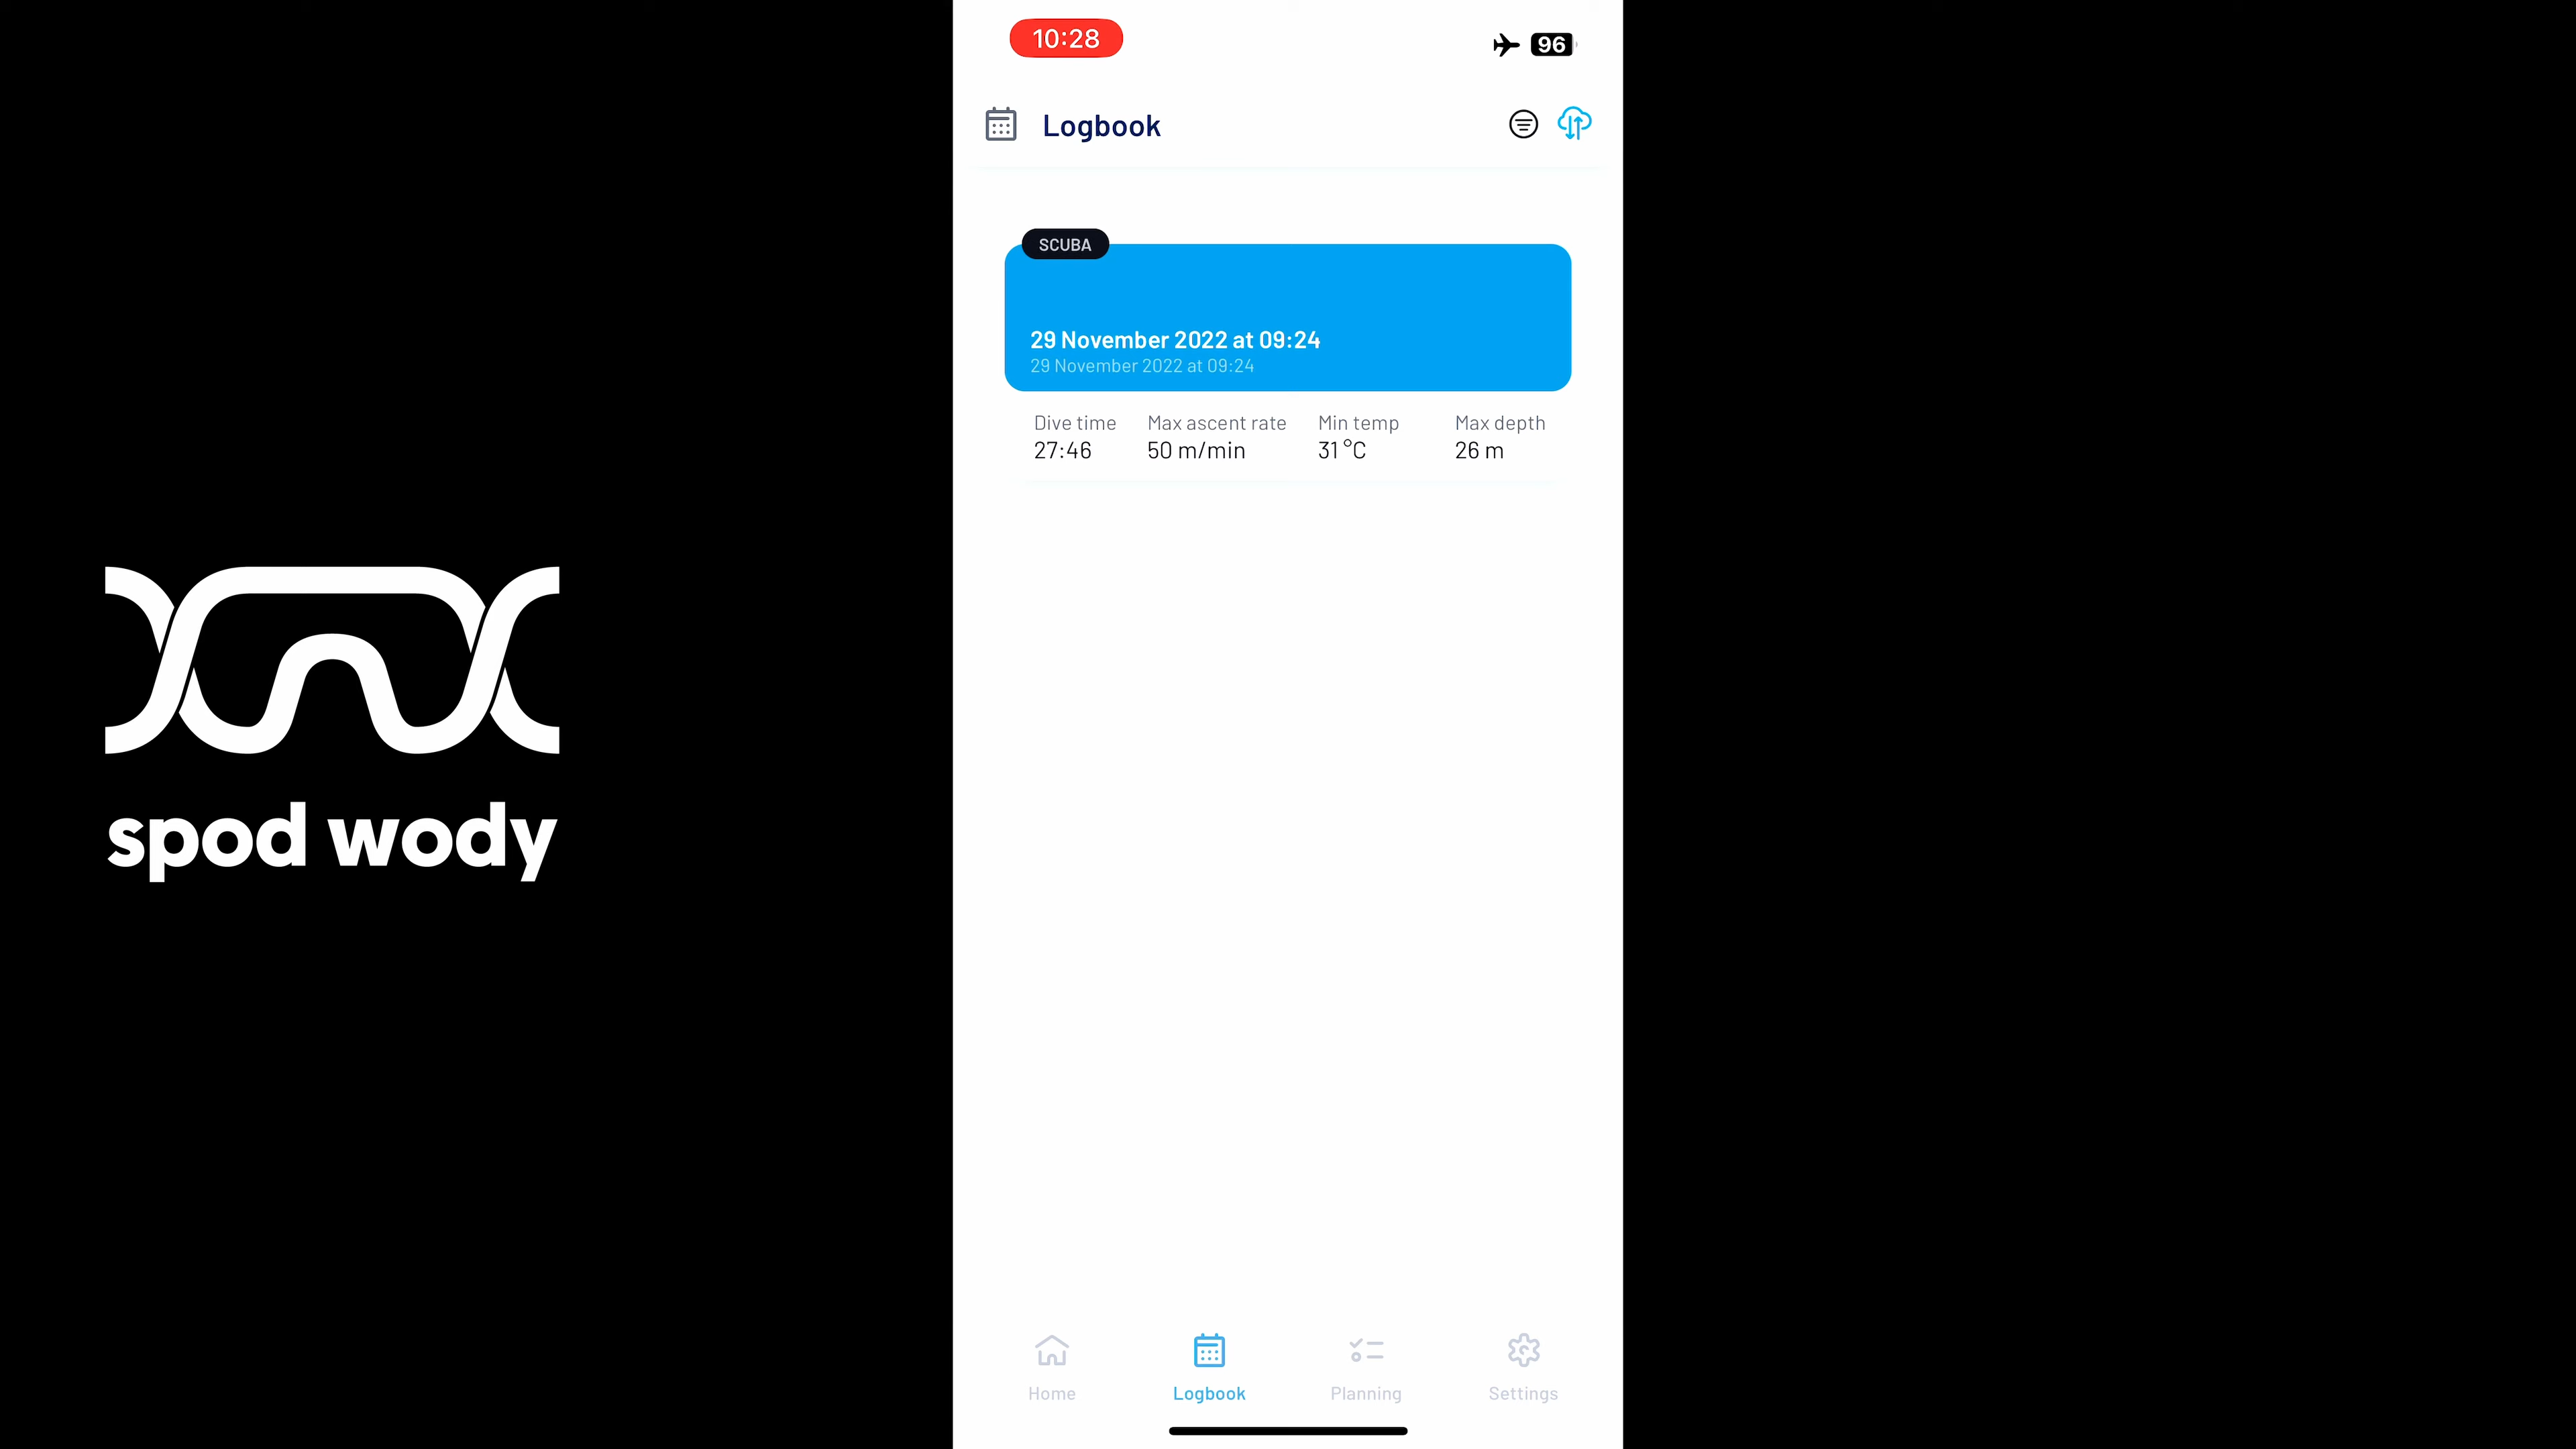 10:28
96
Logbook
SCUBA
29 November 2022 at 09:24
29 November 2022 at 09:24
Dive time Max ascent rate Min temp Max depth
27:46 50 m/min 31 °C 26 m
spod wody
Home Logbook Planning Settings